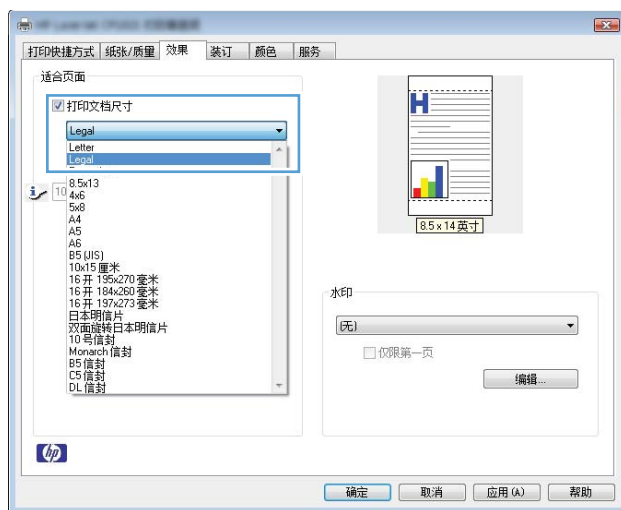 打印快捷方式 纸张/质量 效果 装订 颜色 服务
适合页面
打印文档尺寸
Legal
Letter
Legal
8.5x13
4x6
5x8
A4
A5
A6
B5 (JIS)
10x15 厘米
16 开 195x270 毫米
16 开 184x260 毫米
16 开 197x273 毫米
日本明信片
双面旋转日本明信片
10 号信封
Monarch 信封
B5 信封
C5 信封
DL 信封
10
H
8.5 x 14 英寸
水印
(无)
仅限第一页
编辑...
hp
确定 取消 应用 (A) 帮助